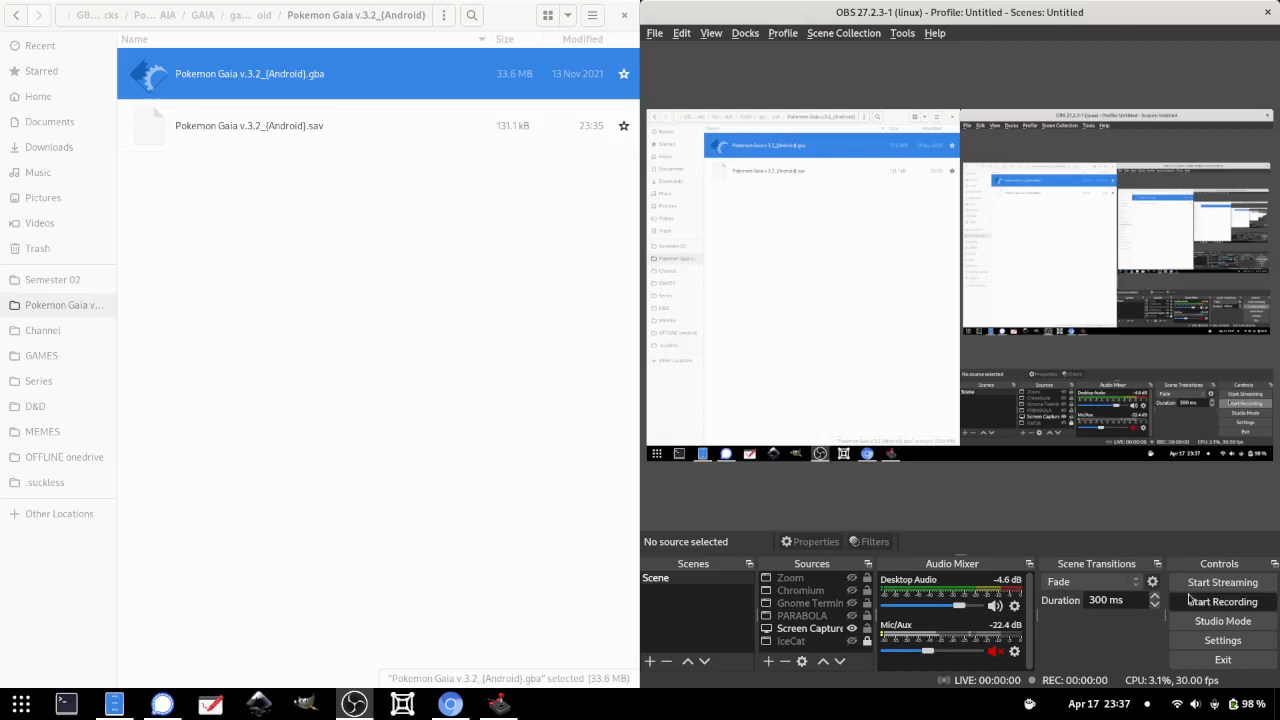 GB...cks / Po... AIA / GAIA / ga... oid / Pokemon Gaia v.3.2_{Android}
Name Size Modified
Recent
Starred
Home
Documents
Downloads
Music
Pictures
Videos
Trash
Semester 02
Pokemon Gaia v...
Channel
GAMES
Series
DXD
MEMES
OFFLINE onedrive
.suckless
+ Other Locations
Pokemon Gaia v.3.2_{Android}.gba 33.6 MB 13 Nov 2021
Pokemon Gaia v.3.2_{Android}.sav 131.1 kB 23:35
"Pokemon Gaia v.3.2_{Android}.gba" selected (33.6 MB)
OBS 27.2.3-1 (linux) - Profile: Untitled - Scenes: Untitled
File Edit View Docks Profile Scene Collection Tools Help
No source selected Properties Filters
Scenes Sources Audio Mixer Scene Transitions Controls
Scene
Zoom
Chromium
Gnome Termin
PARABOLA
Screen Capture
IceCat
Desktop Audio -4.6 dB
Mic/Aux -22.4 dB
Fade
Duration 300 ms
Start Streaming
Start Recording
Studio Mode
Settings
Exit
LIVE: 00:00:00 REC: 00:00:00 CPU: 3.1%, 30.00 fps
Apr 17 23:37 98 %